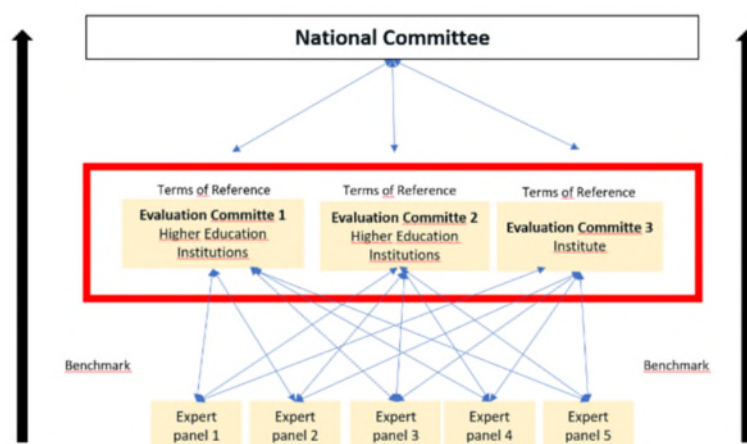 National Committee
Terms of Reference
Terms of Reference
Terms of Reference
Evaluation Committe 1
Higher Education
Institutions
Evaluation Committe 2
Higher Education
Institutions
Evaluation Committe 3
Institute
Benchmark
Benchmark
Expert
panel 1
Expert
panel 2
Expert
panel 3
Expert
panel 4
Expert
panel 5